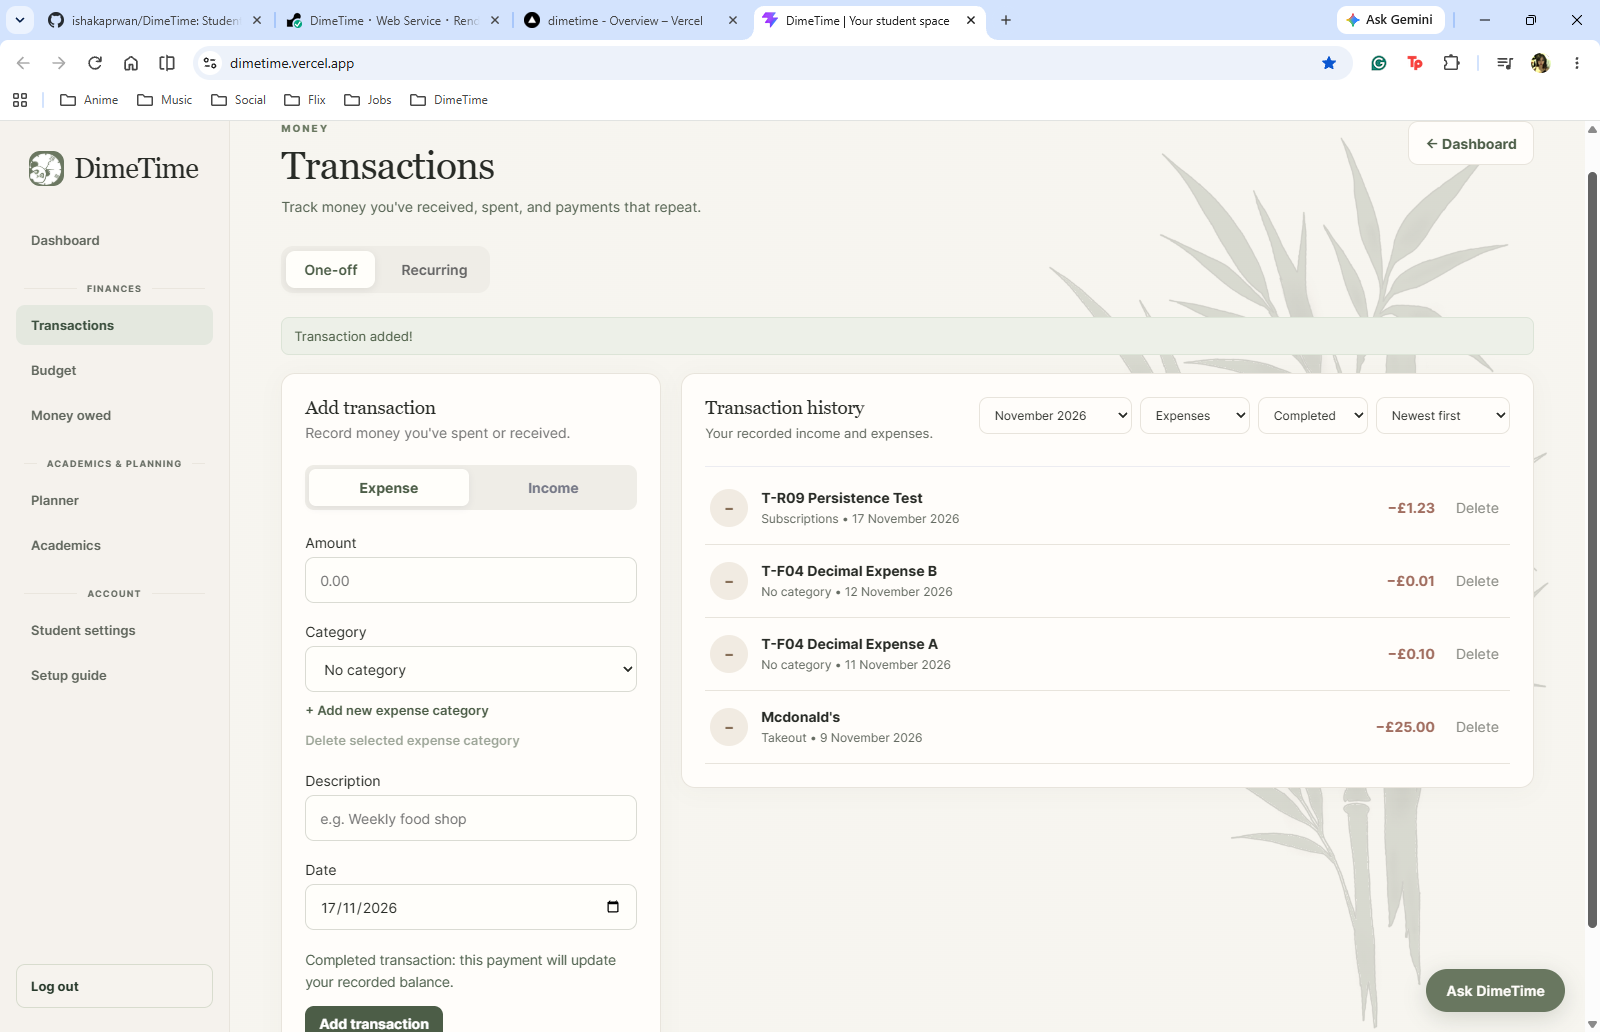 ishakaprwan/DimeTime: Studen
DimeTime · Web Service · Rend
dimetime - Overview – Vercel
DimeTime | Your student space
Ask Gemini
dimetime.vercel.app
Anime
Music
Social
Flix
Jobs
DimeTime
DimeTime
Dashboard
FINANCES
Transactions
Budget
Money owed
ACADEMICS & PLANNING
Planner
Academics
ACCOUNT
Student settings
Setup guide
Log out
MONEY
Transactions
Track money you've received, spent, and payments that repeat.
← Dashboard
One-off
Recurring
Transaction added!
Add transaction
Record money you've spent or received.
Expense
Income
Amount
0.00
Category
No category
+ Add new expense category
Delete selected expense category
Description
e.g. Weekly food shop
Date
17/11/2026
Completed transaction: this payment will update
your recorded balance.
Add transaction
Transaction history
Your recorded income and expenses.
November 2026
Expenses
Completed
Newest first
T-R09 Persistence Test
Subscriptions • 17 November 2026
−£1.23
Delete
T-F04 Decimal Expense B
No category • 12 November 2026
−£0.01
Delete
T-F04 Decimal Expense A
No category • 11 November 2026
−£0.10
Delete
Mcdonald's
Takeout • 9 November 2026
−£25.00
Delete
Ask DimeTime